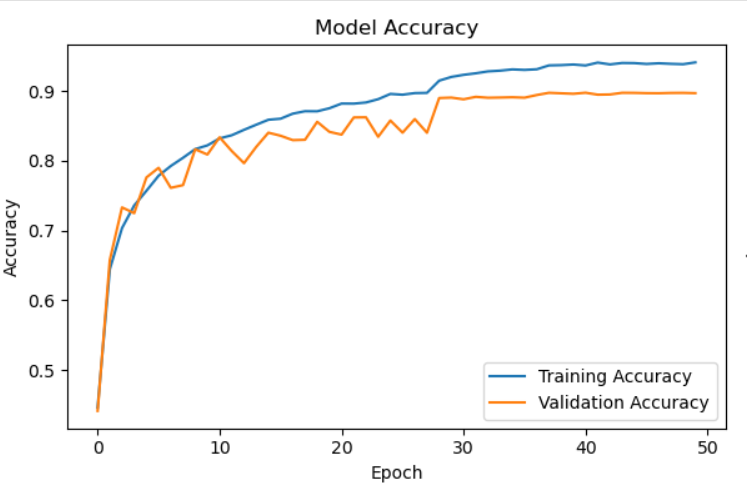 Model Accuracy
Accuracy
0.9
0.8
0.7
0.6
0.5
Training Accuracy
Validation Accuracy
0 10 20 30 40 50
Epoch